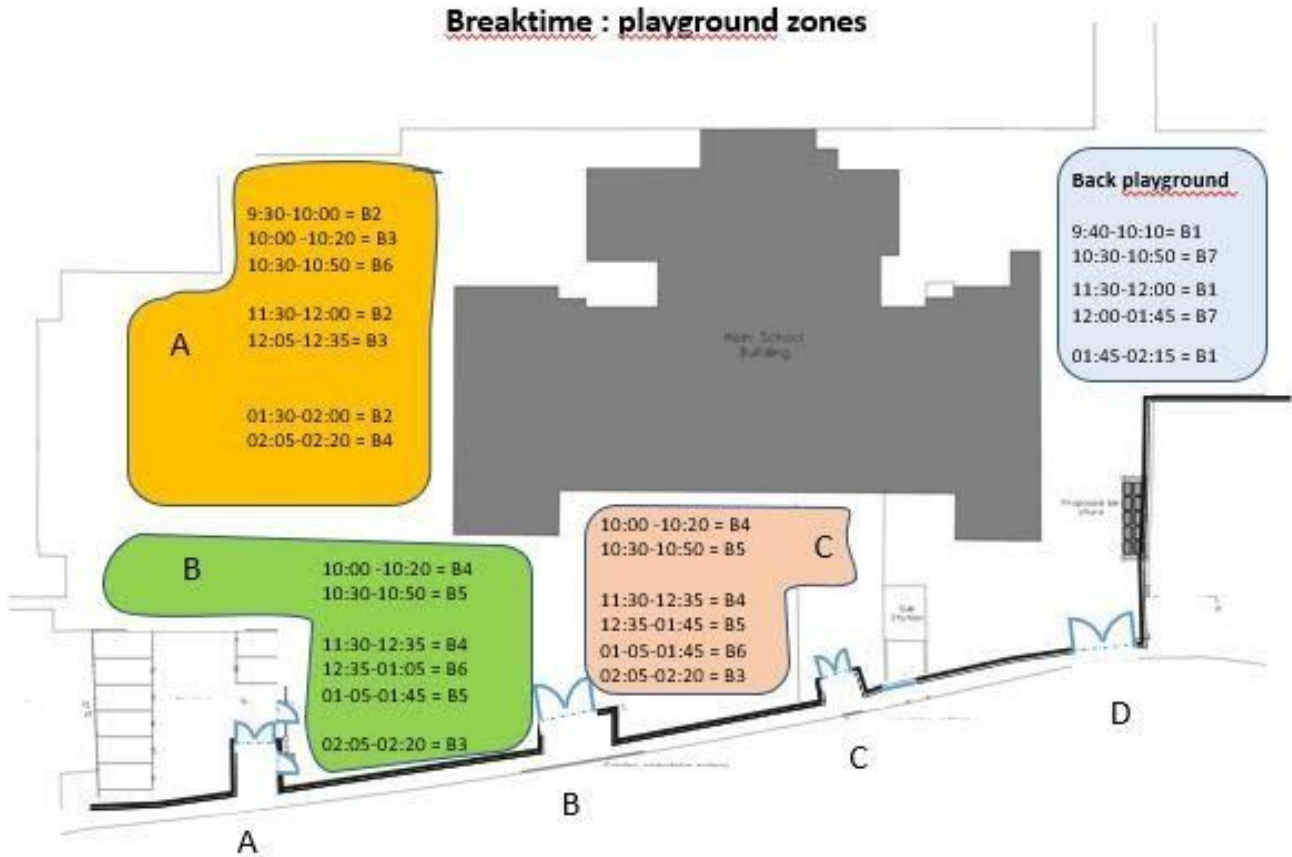 Breaktime : playground zones
Back playground
9:40-10:10= B1
10:30-10:50 = B7
11:30-12:00 = B1
12:00-01:45 = B7
01:45-02:15 = B1
A
9:30-10:00 = B2
10:00 -10:20 = B3
10:30-10:50 = B6
11:30-12:00 = B2
12:05-12:35= B3
01:30-02:00 = B2
02:05-02:20 = B4
Main School
Building
B
10:00 -10:20 = B4
10:30-10:50 = B5
11:30-12:35 = B4
12:35-01:05 = B6
01-05-01:45 = B5
02:05-02:20 = B3
C
10:00 -10:20 = B4
10:30-10:50 = B5
11:30-12:35 = B4
12:35-01:45 = B5
01-05-01:45 = B6
02:05-02:20 = B3
Proposed
Sub
Station
D
C
B
A